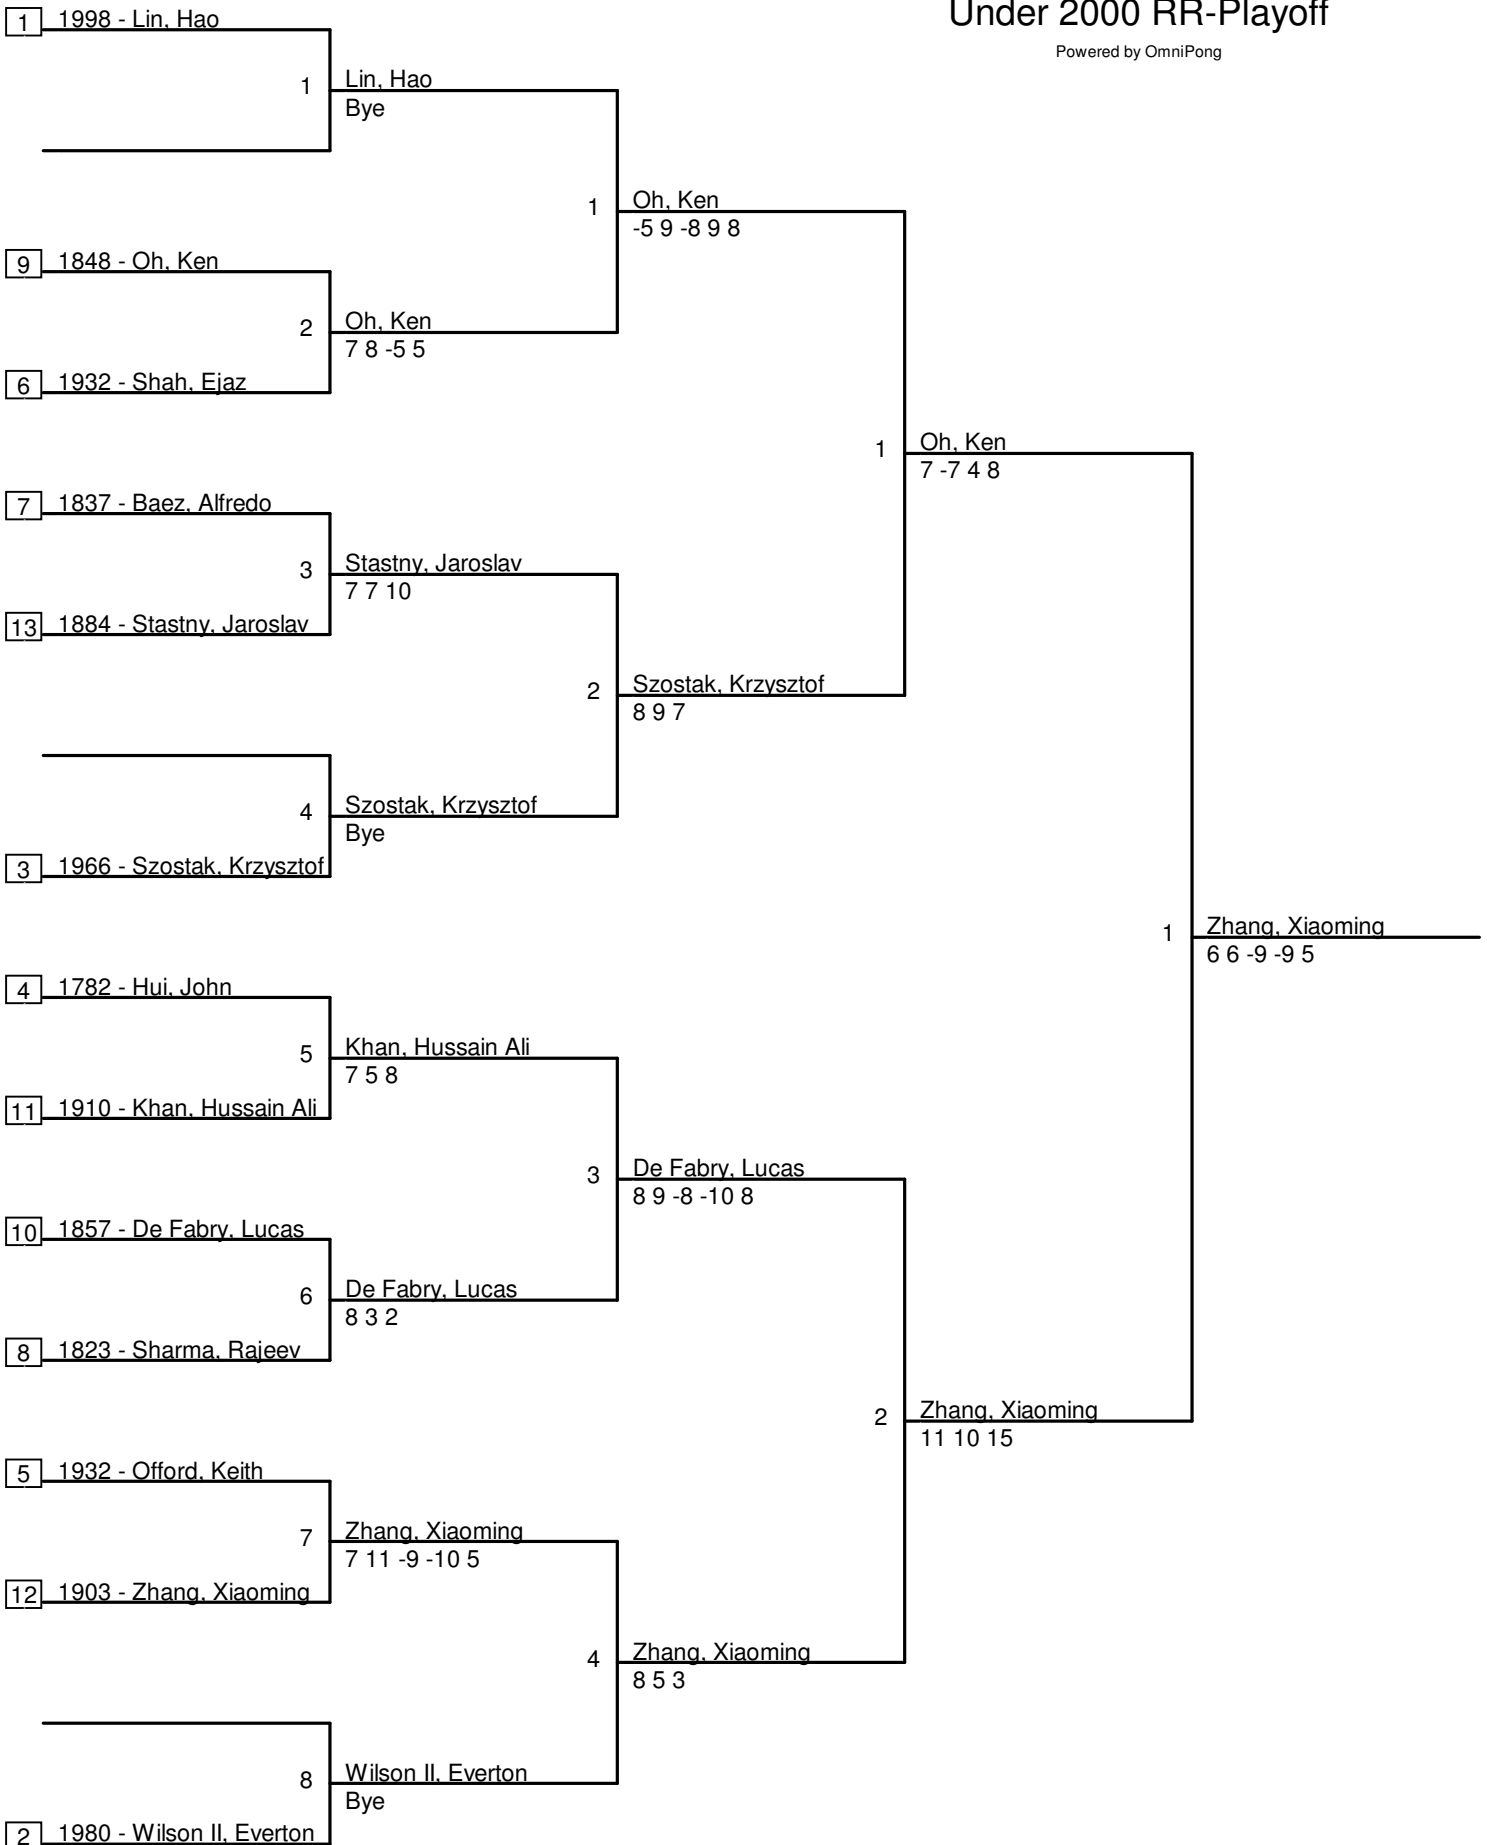 Under 2000 RR-Playoff
Powered by OmniPong
1 1998 - Lin, Hao
1 Lin, Hao
Bye
1 Oh, Ken
-5 9 -8 9 8
9 1848 - Oh, Ken
2 Oh, Ken
7 8 -5 5
6 1932 - Shah, Ejaz
1 Oh, Ken
7 -7 4 8
7 1837 - Baez, Alfredo
3 Stastny, Jaroslav
7 7 10
13 1884 - Stastny, Jaroslav
2 Szostak, Krzysztof
8 9 7
4 Szostak, Krzysztof
Bye
3 1966 - Szostak, Krzysztof
1 Zhang, Xiaoming
6 6 -9 -9 5
4 1782 - Hui, John
5 Khan, Hussain Ali
7 5 8
11 1910 - Khan, Hussain Ali
3 De Fabry, Lucas
8 9 -8 -10 8
10 1857 - De Fabry, Lucas
6 De Fabry, Lucas
8 3 2
8 1823 - Sharma, Rajeev
2 Zhang, Xiaoming
11 10 15
5 1932 - Offord, Keith
7 Zhang, Xiaoming
7 11 -9 -10 5
12 1903 - Zhang, Xiaoming
4 Zhang, Xiaoming
8 5 3
8 Wilson II, Everton
Bye
2 1980 - Wilson II, Everton